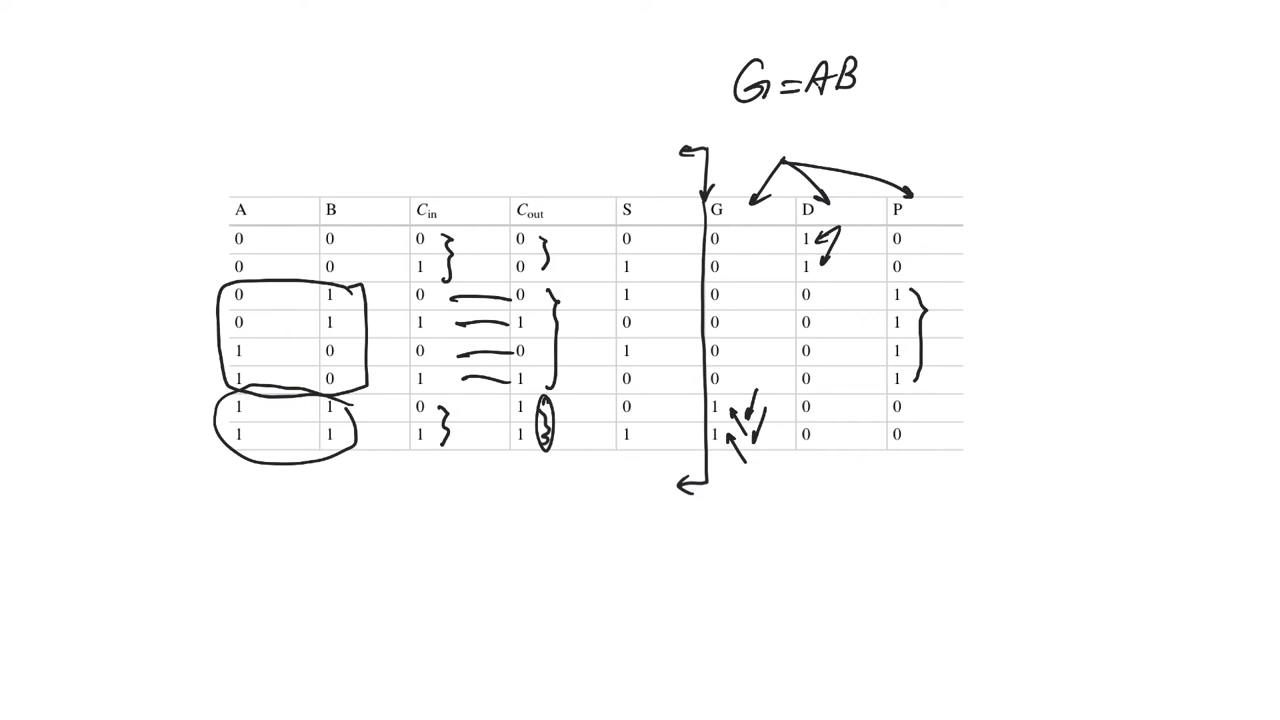 G=AB
A B Cin Cout S G D P
0 0 0 0 0 0 1 0
0 0 1 0 1 0 1 0
0 1 0 0 1 0 0 1
0 1 1 1 0 0 0 1
1 0 0 0 1 0 0 1
1 0 1 1 0 0 0 1
1 1 0 1 0 1 0 0
1 1 1 1 1 1 0 0